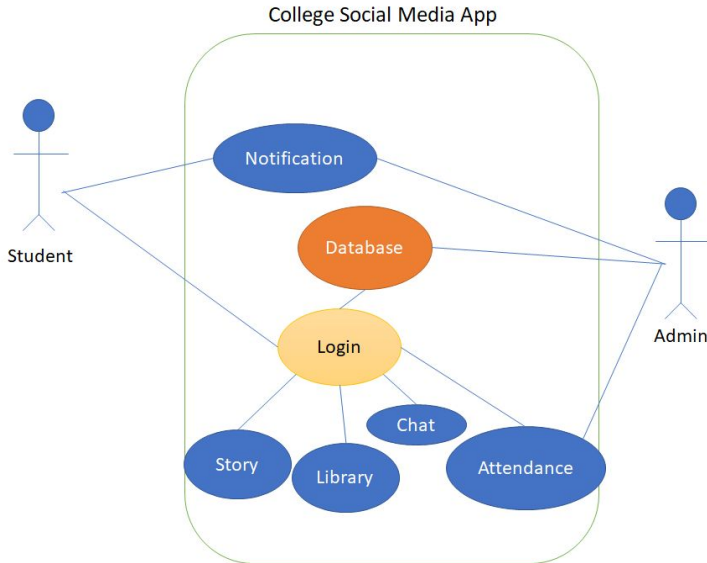 College Social Media App
Notification
Database
Student
Login
Admin
Chat
Story
Library
Attendance